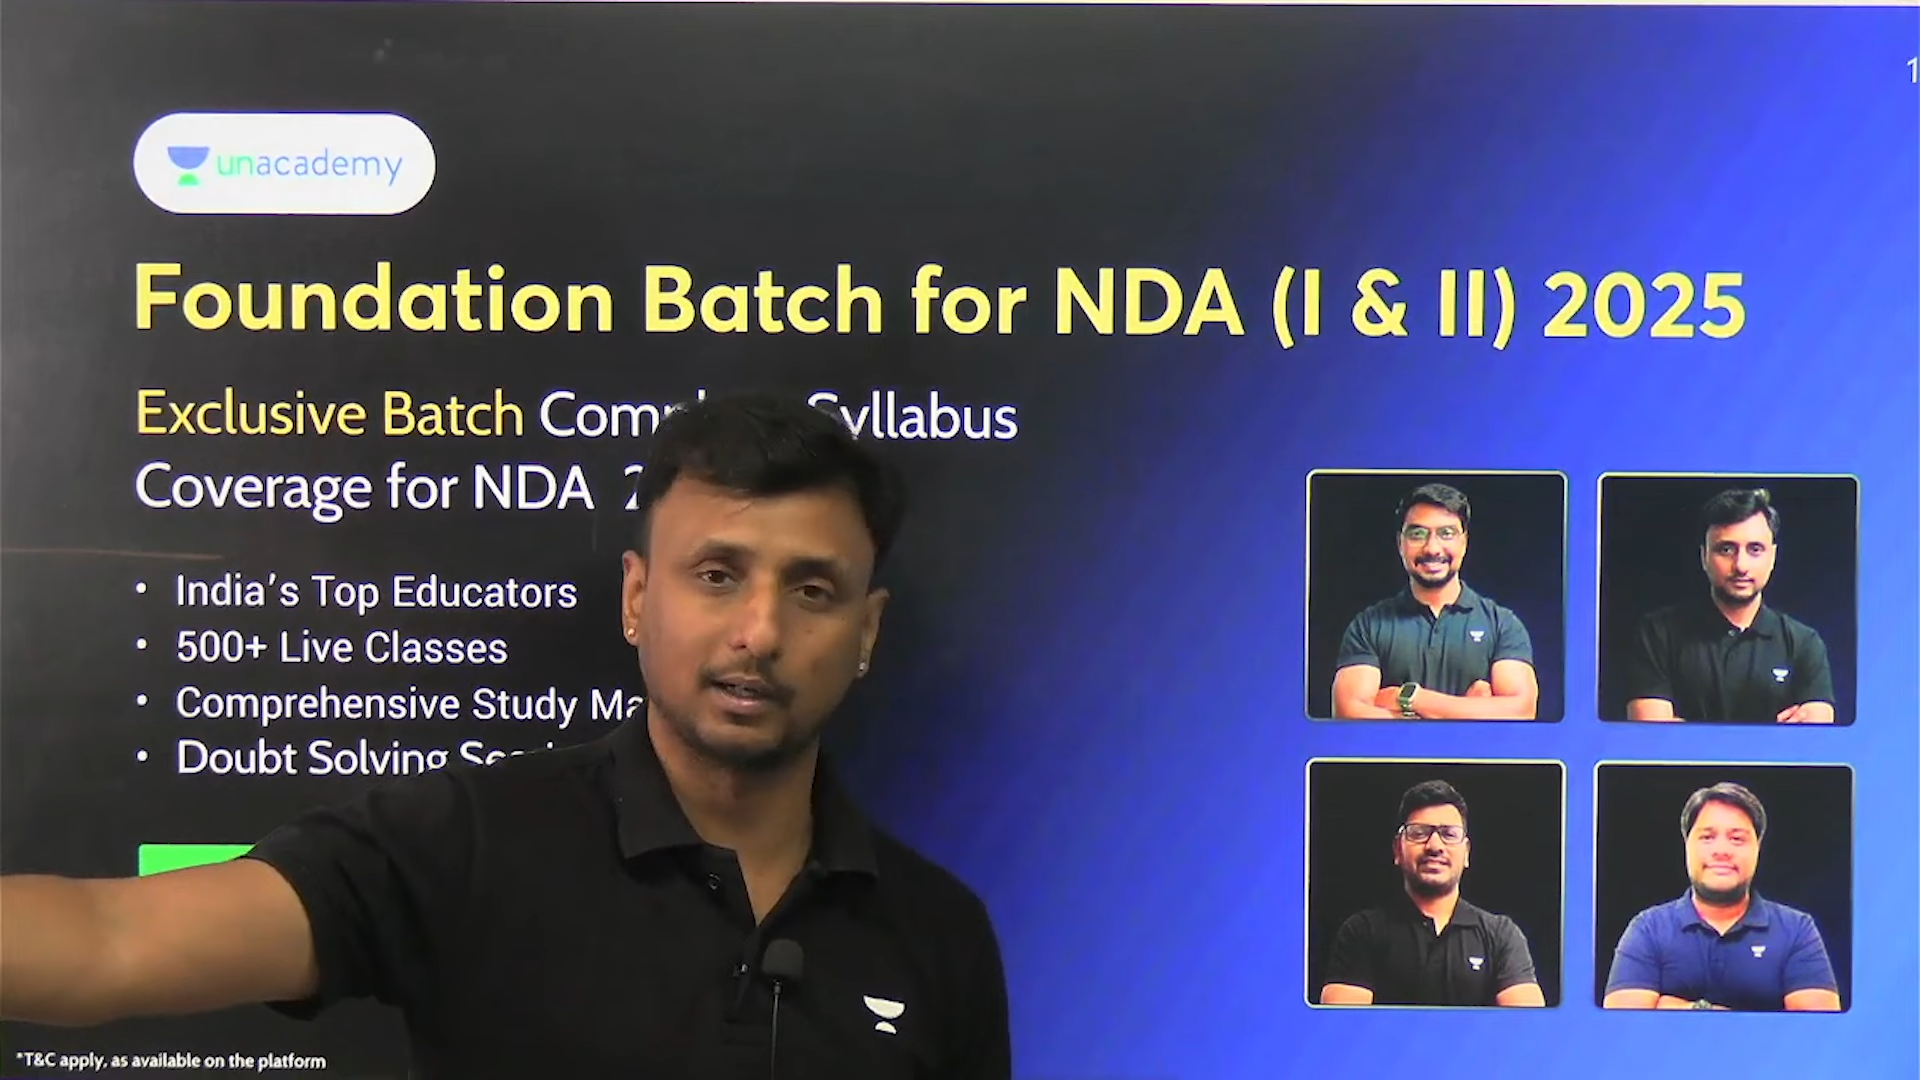 1
unacademy
Foundation Batch for NDA (I & II) 2025
Exclusive Batch Syllabus
Coverage for NDA
• India's Top Educators
• 500+ Live Classes
• Comprehensive Study
• Doubt Solving
*T&C apply, as available on the platform